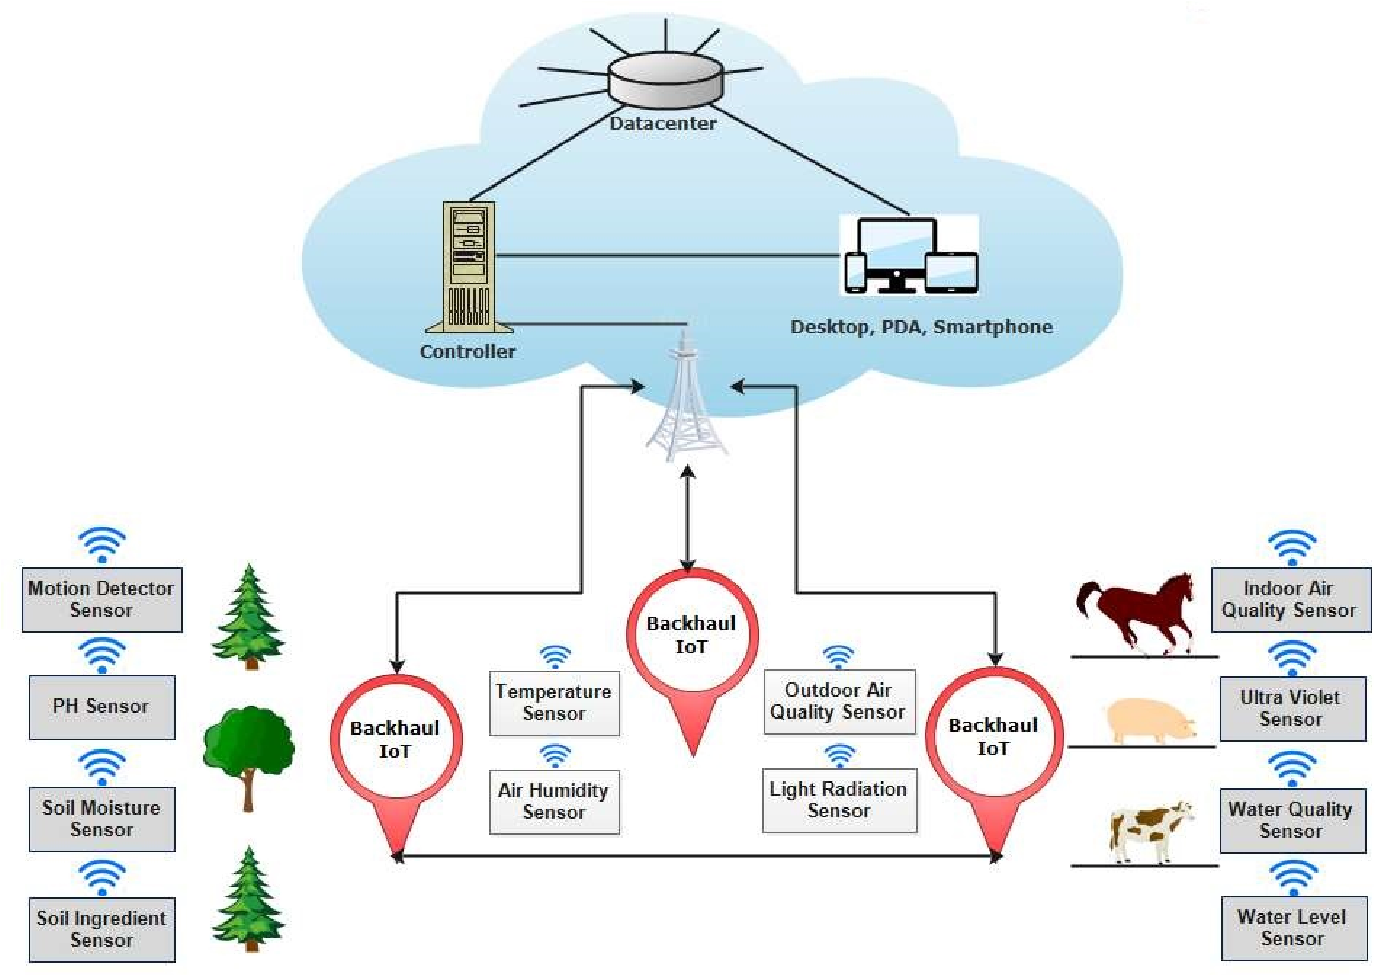 Datacenter
Controller
Desktop, PDA, Smartphone
Motion Detector
Sensor
PH Sensor
Soil Moisture
Sensor
Soil Ingredient
Sensor
Backhaul
IoT
Temperature
Sensor
Air Humidity
Sensor
Backhaul
IoT
Outdoor Air
Quality Sensor
Light Radiation
Sensor
Backhaul
IoT
Indoor Air
Quality Sensor
Ultra Violet
Sensor
Water Quality
Sensor
Water Level
Sensor